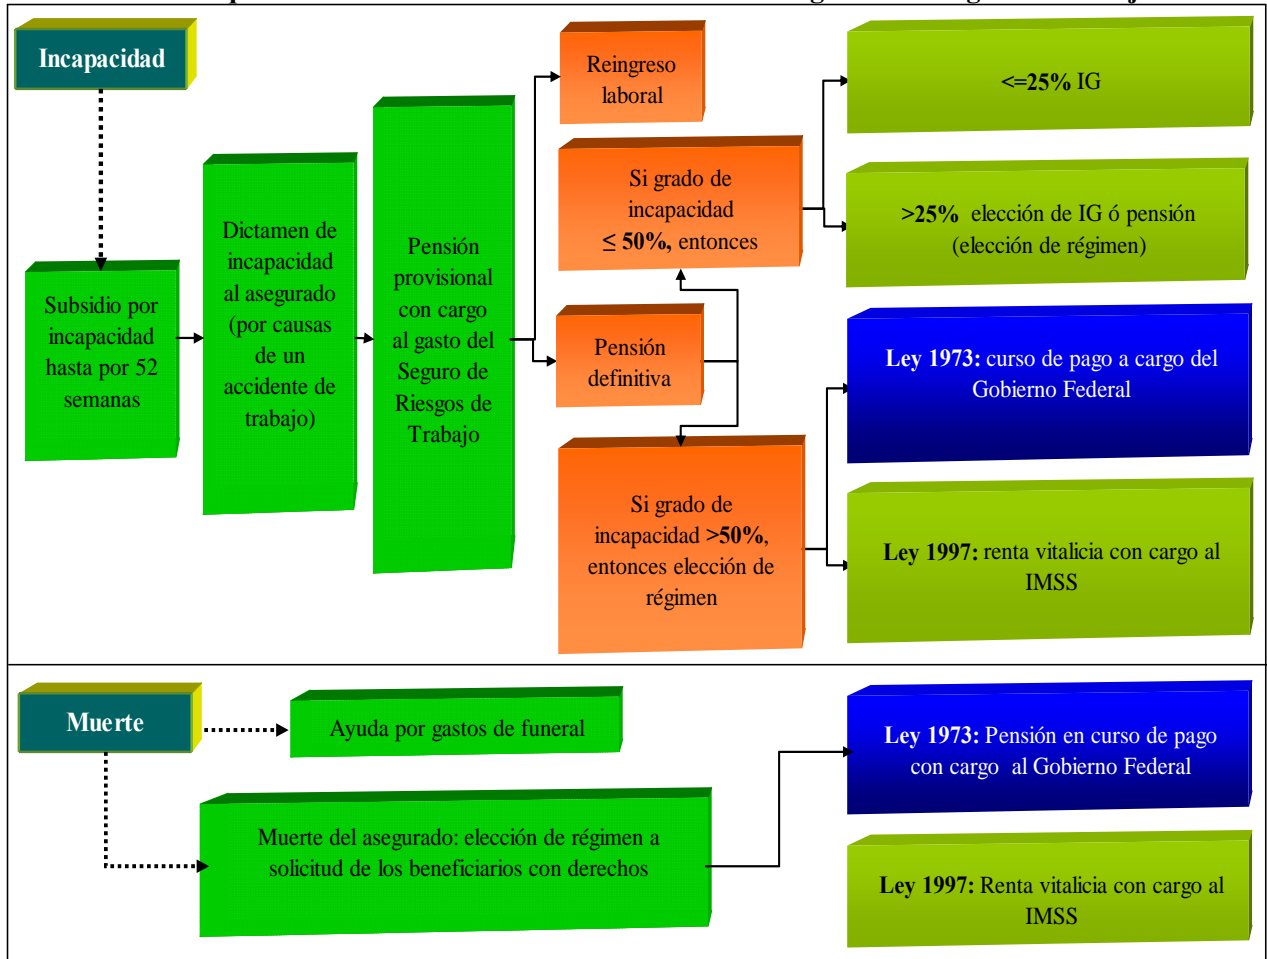 Incapacidad
Subsidio por
incapacidad
hasta por 52
semanas
Dictamen de
incapacidad
al asegurado
(por causas
de un
accidente de
trabajo)
Pensión
provisional
con cargo
al gasto del
Seguro de
Riesgos de
Trabajo
Reingreso
laboral
Si grado de
incapacidad
≤ 50%, entonces
Pensión
definitiva
Si grado de
incapacidad >50%,
entonces elección de
régimen
<=25% IG
>25% elección de IG ó pensión
(elección de régimen)
Ley 1973: curso de pago a cargo del
Gobierno Federal
Ley 1997: renta vitalicia con cargo al
IMSS
Muerte
Ayuda por gastos de funeral
Muerte del asegurado: elección de régimen a
solicitud de los beneficiarios con derechos
Ley 1973: Pensión en curso de pago
con cargo al Gobierno Federal
Ley 1997: Renta vitalicia con cargo al
IMSS